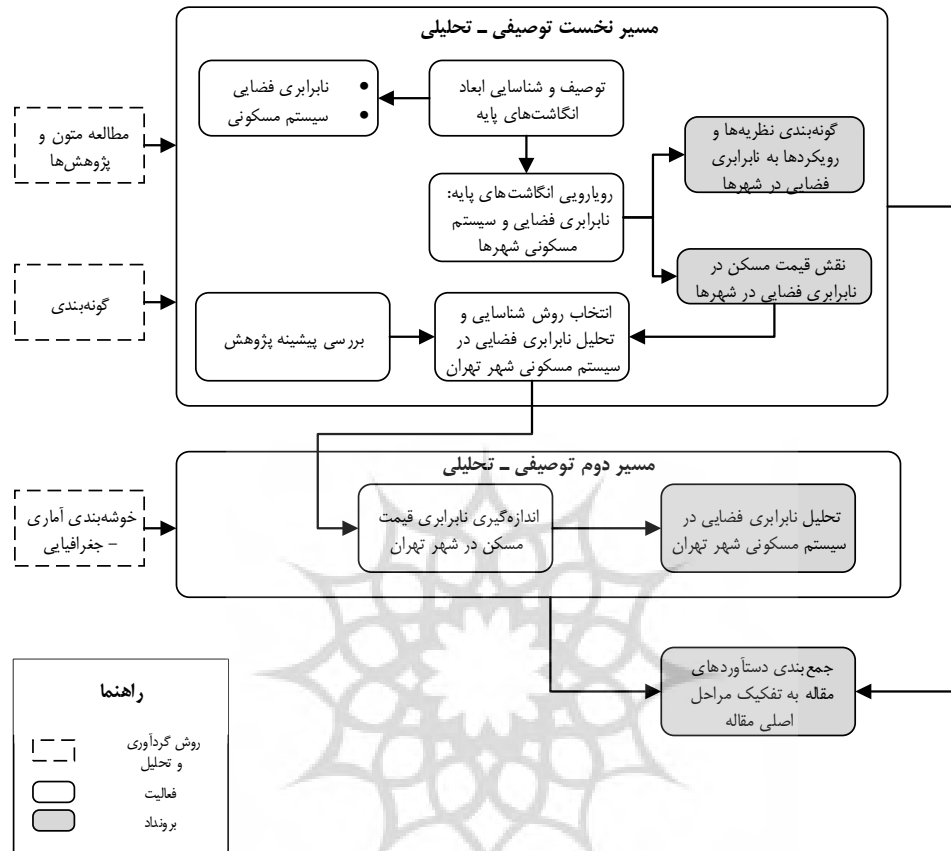 مسیر نخست توصیفی ـ تحلیلی
توصیف و شناسایی ابعاد
انگاشت‌های پایه
• نابرابری فضایی
• سیستم مسکونی
مطالعه متون و
پژوهش‌ها
گونه‌بندی نظریه‌ها و
رویکردها به نابرابری
فضایی در شهرها
رویارویی انگاشت‌های پایه:
نابرابری فضایی و سیستم
مسکونی شهرها
نقش قیمت مسکن در
نابرابری فضایی در شهرها
گونه‌بندی
انتخاب روش شناسایی و
تحلیل نابرابری فضایی در
سیستم مسکونی شهر تهران
بررسی پیشینه پژوهش
مسیر دوم توصیفی ـ تحلیلی
خوشه‌بندی آماری
– جغرافیایی
اندازه‌گیری نابرابری قیمت
مسکن در شهر تهران
تحلیل نابرابری فضایی در
سیستم مسکونی شهر تهران
جمع‌بندی دستآوردهای
مقاله به تفکیک مراحل
اصلی مقاله
راهنما
روش گردآوری
و تحلیل
فعالیت
برونداد